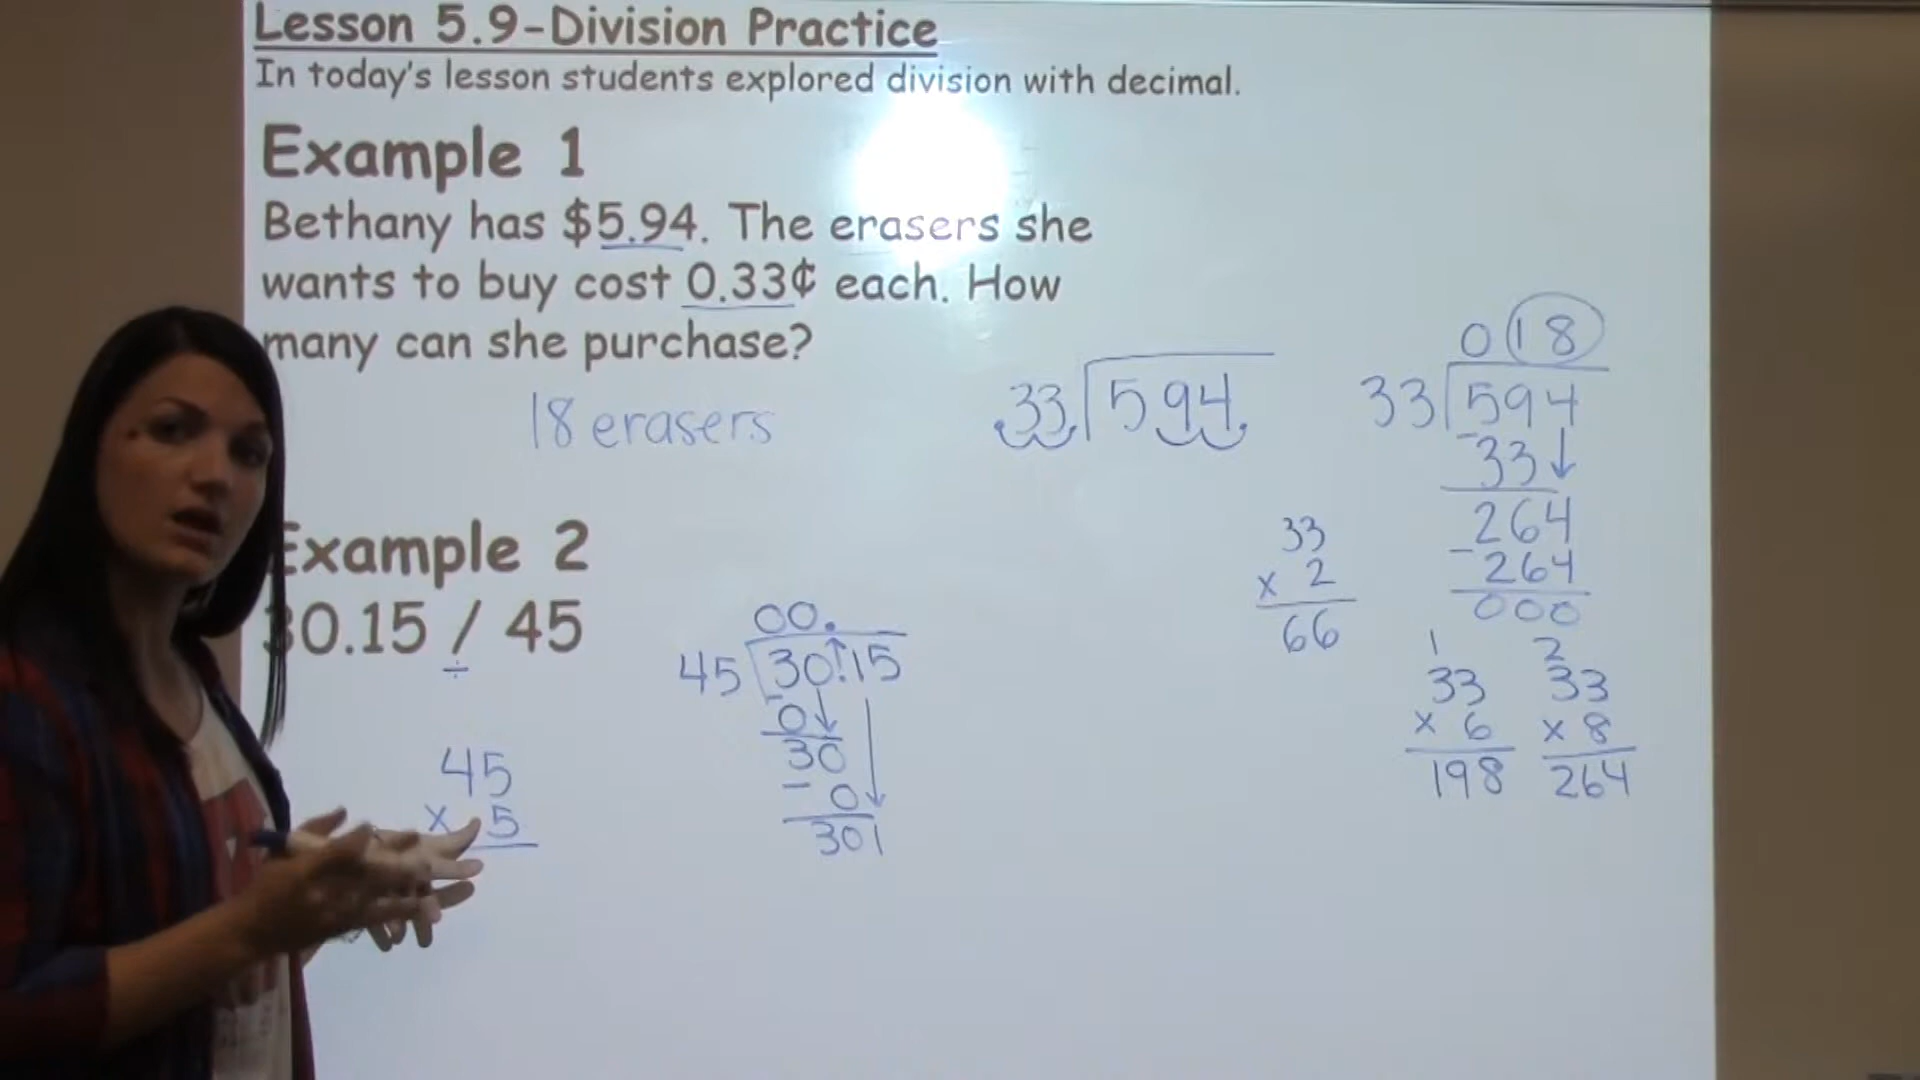 Lesson 5.9-Division Practice
In today's lesson students explored division with decimal.
Example 1
Bethany has $5.94. The erasers she
wants to buy cost 0.33¢ each. How
many can she purchase?
18 erasers
33 594
018
33 594
-33
264
-264
000
33
x 2
66
1
33
x 6
198
2
33
x 8
264
Example 2
30.15 / 45
÷
45
x 5
00.
45 30.15
-0
30
-0
301